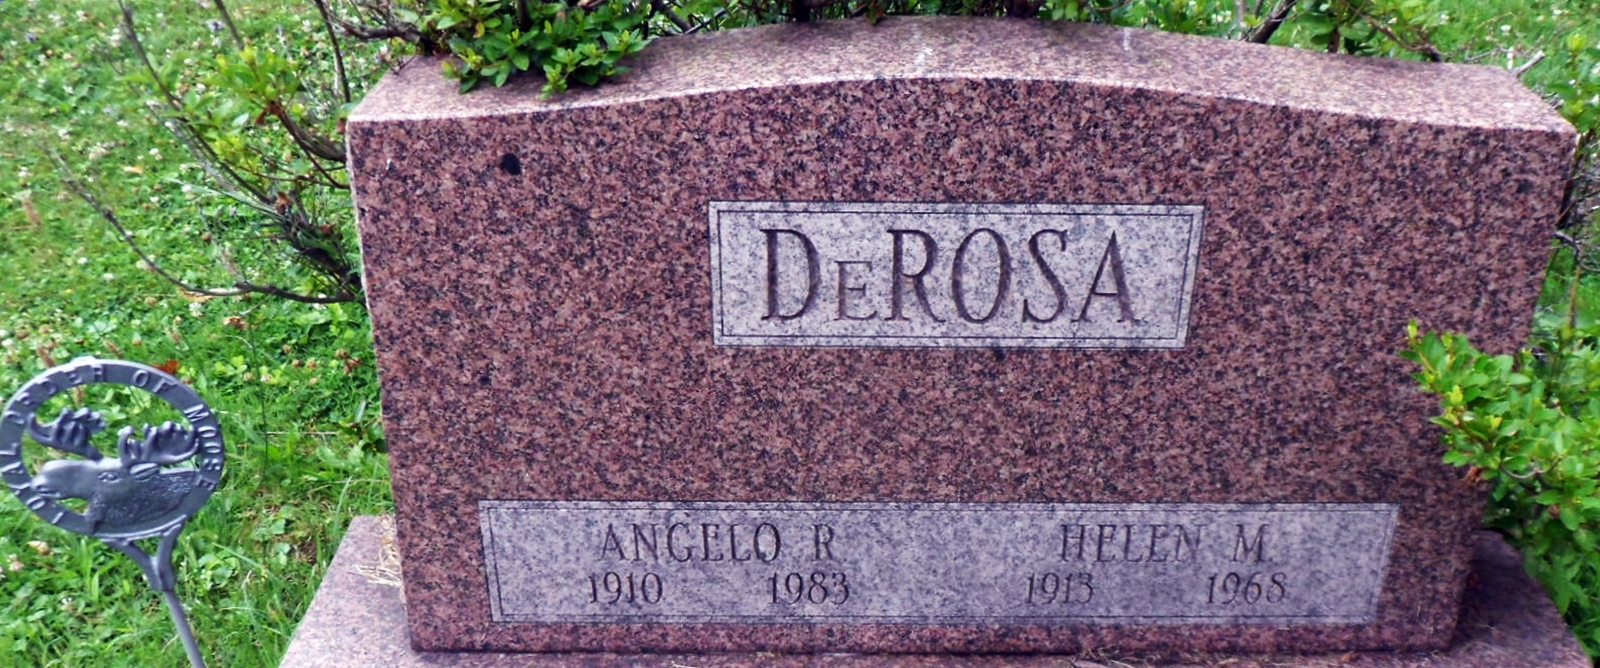 DeROSA
ANGELO R HELEN M
1910 1983 1913 1968
LOYAL ORDER OF MOOSE